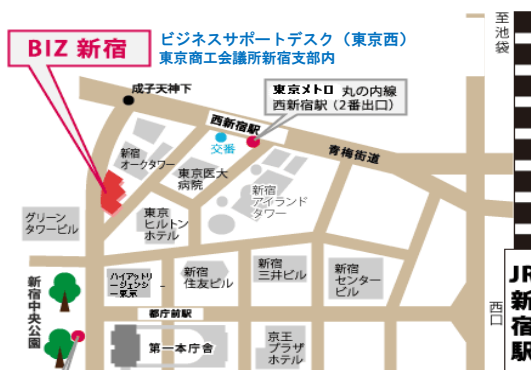 至池袋
BIZ 新宿
ビジネスサポートデスク（東京西）
東京商工会議所新宿支部内
成子天神下
東京メトロ 丸の内線
西新宿駅（2番出口）
西新宿駅
交番
青梅街道
新宿
オークタワー
東京医大
病院
新宿
アイランド
タワー
グリーン
タワービル
東京
ヒルトン
ホテル
新宿中央公園
ハイアットリ
ージェンシ
ー東京
新宿
住友ビル
新宿
三井ビル
新宿
センター
ビル
JR新宿駅
西口
都庁前駅
第一本庁舎
京王
プラザ
ホテル